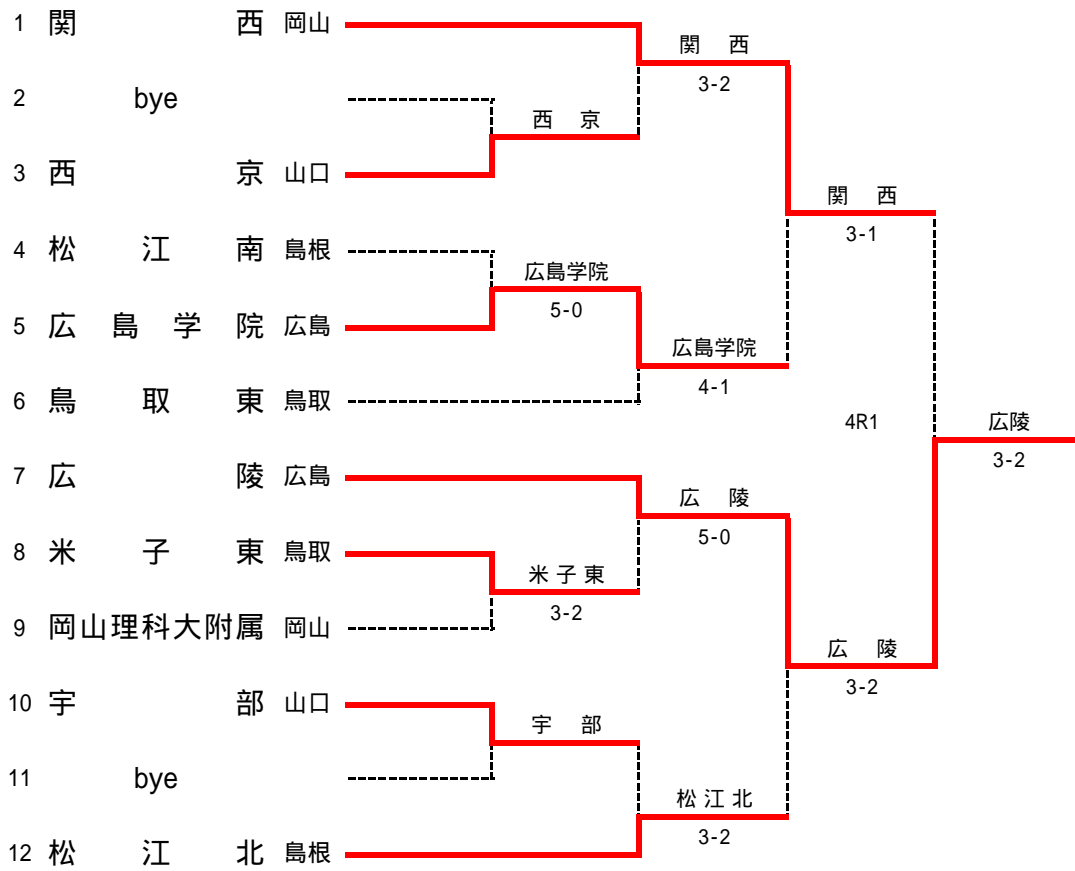 1 関 西 岡山
関 西
3-2
2 bye
西 京
3 西 京 山口
関 西
3-1
4 松 江 南 島根
広島学院
5-0
5 広 島 学 院 広島
広島学院
4-1
6 鳥 取 東 鳥取
4R1
広陵
3-2
7 広 陵 広島
広 陵
5-0
8 米 子 東 鳥取
米 子 東
3-2
9 岡山理科大附属 岡山
広 陵
3-2
10 宇 部 山口
宇 部
11 bye
松 江 北
3-2
12 松 江 北 島根